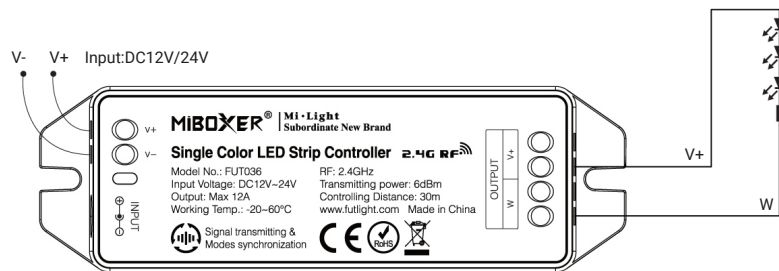 V- V+ Input:DC12V/24V
V+
V−
INPUT
MiBOXER® Mi·Light
Subordinate New Brand
Single Color LED Strip Controller 2.4G RF
Model No.: FUT036
Input Voltage: DC12V~24V
Output: Max 12A
Working Temp.: -20~60°C
RF: 2.4GHz
Transmitting power: 6dBm
Controlling Distance: 30m
www.futlight.com Made in China
Signal transmitting &
Modes synchronization
CE
RoHS
OUTPUT
V+
W
V+
W